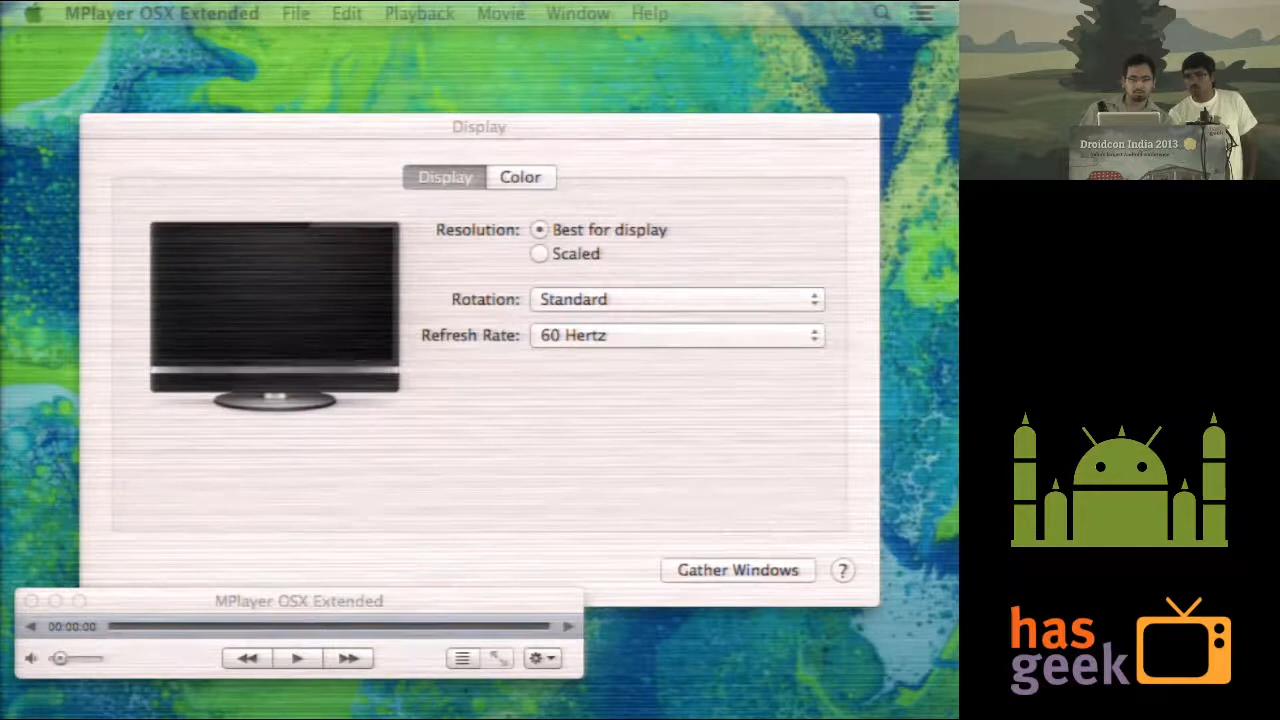 MPlayer OSX Extended File Edit Playback Movie Window Help
Display
Display Color
Resolution: Best for display
Scaled
Rotation: Standard
Refresh Rate: 60 Hertz
Gather Windows ?
MPlayer OSX Extended
00:00:00
Droidcon India 2013
has
geek